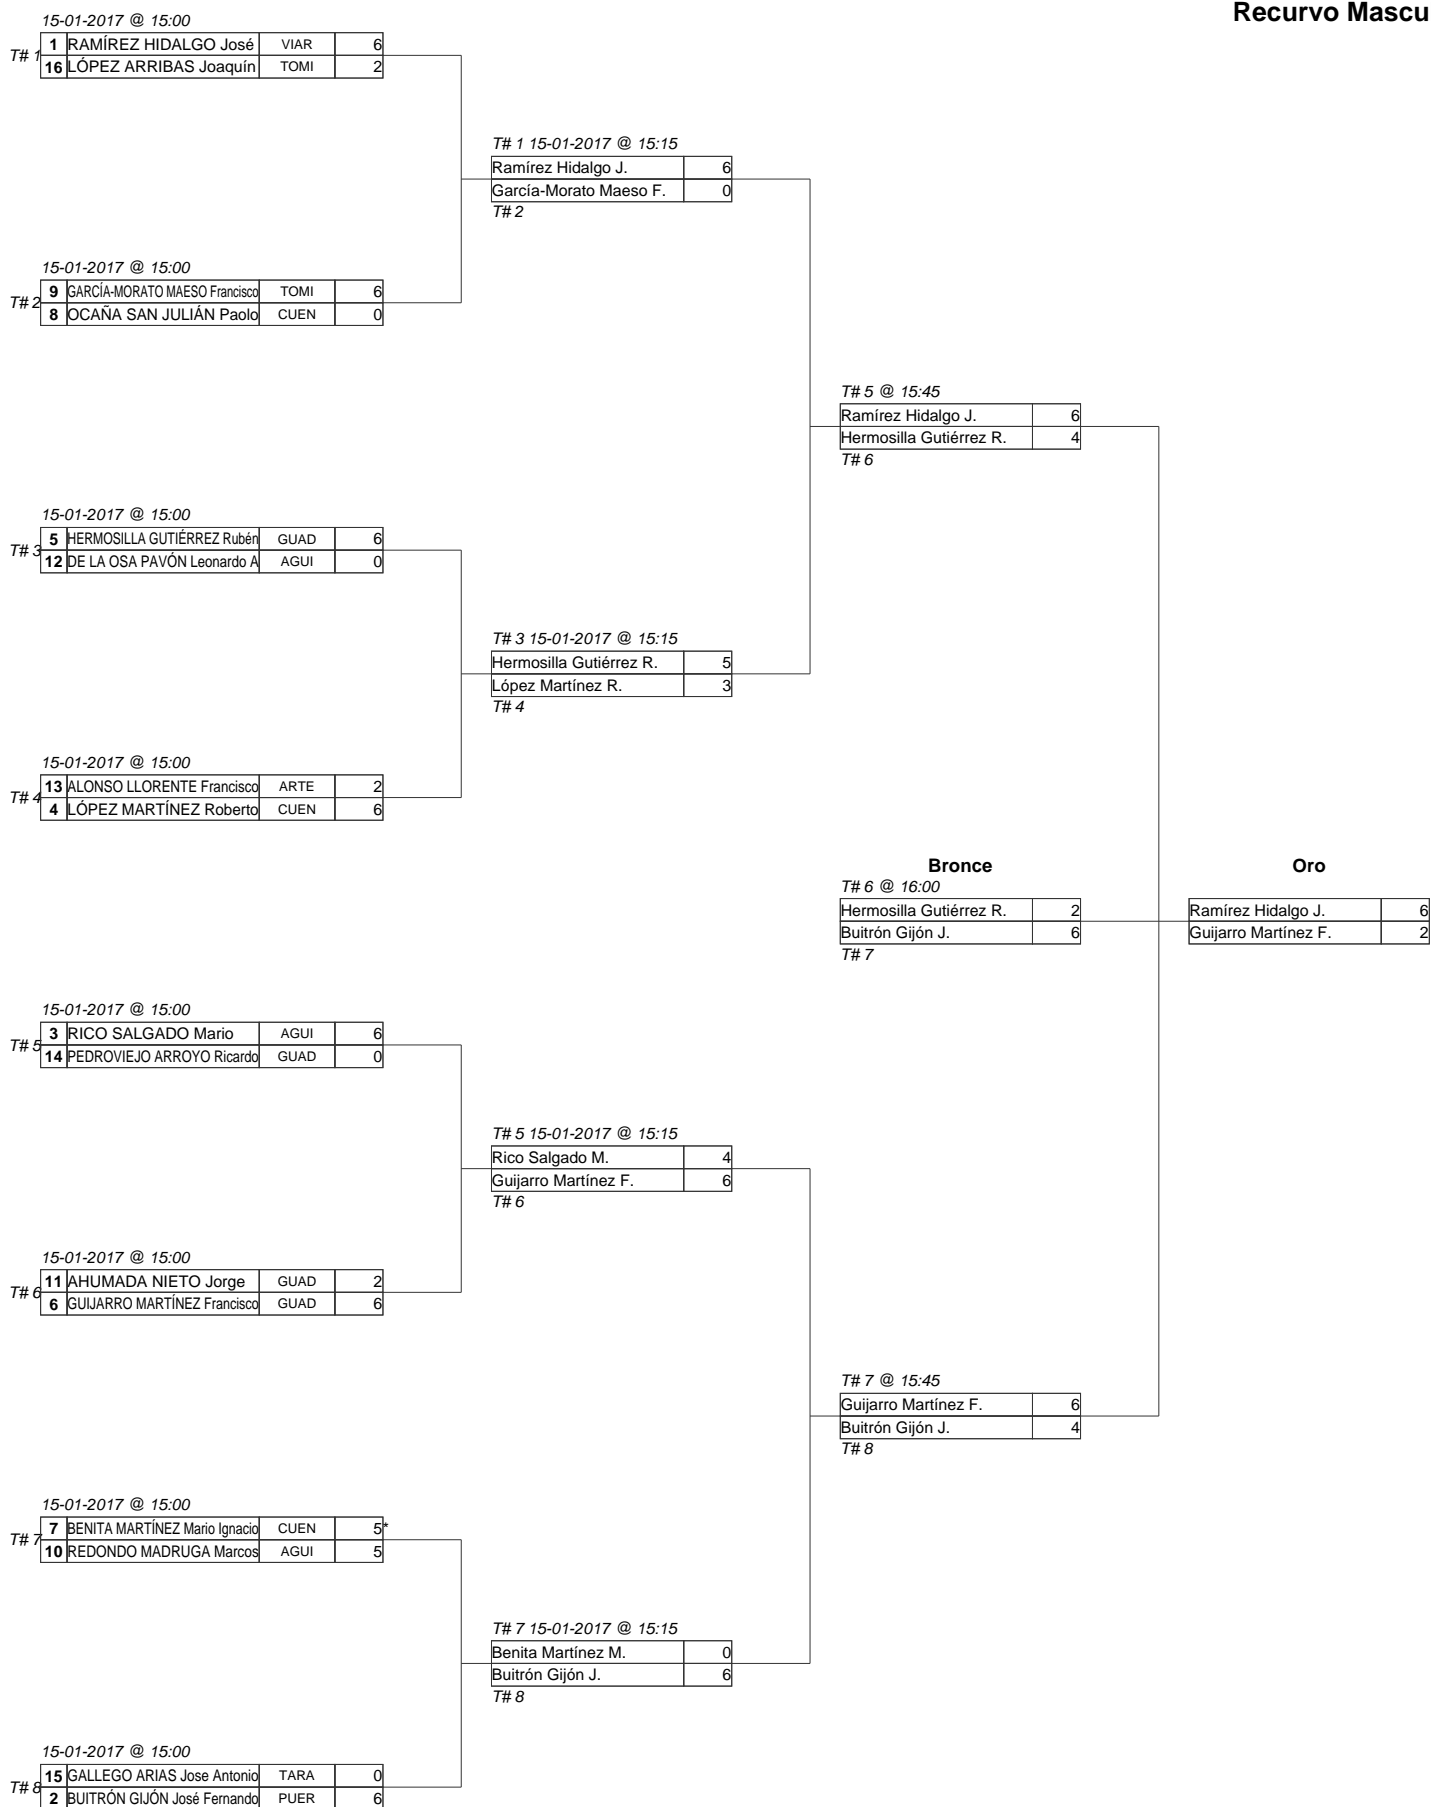 Recurvo Mascu
15-01-2017 @ 15:00
T# 1
1 RAMÍREZ HIDALGO José VIAR 6
16 LÓPEZ ARRIBAS Joaquín TOMI 2
T# 1 15-01-2017 @ 15:15
Ramírez Hidalgo J. 6
García-Morato Maeso F. 0
T# 2
15-01-2017 @ 15:00
T# 2
9 GARCÍA-MORATO MAESO Francisco TOMI 6
8 OCAÑA SAN JULIÁN Paolo CUEN 0
T# 5 @ 15:45
Ramírez Hidalgo J. 6
Hermosilla Gutiérrez R. 4
T# 6
15-01-2017 @ 15:00
T# 3
5 HERMOSILLA GUTIÉRREZ Rubén GUAD 6
12 DE LA OSA PAVÓN Leonardo A AGUI 0
T# 3 15-01-2017 @ 15:15
Hermosilla Gutiérrez R. 5
López Martínez R. 3
T# 4
15-01-2017 @ 15:00
T# 4
13 ALONSO LLORENTE Francisco ARTE 2
4 LÓPEZ MARTÍNEZ Roberto CUEN 6
Bronce
T# 6 @ 16:00
Hermosilla Gutiérrez R. 2
Buitrón Gijón J. 6
T# 7
Oro
Ramírez Hidalgo J. 6
Guijarro Martínez F. 2
15-01-2017 @ 15:00
T# 5
3 RICO SALGADO Mario AGUI 6
14 PEDROVIEJO ARROYO Ricardo GUAD 0
T# 5 15-01-2017 @ 15:15
Rico Salgado M. 4
Guijarro Martínez F. 6
T# 6
15-01-2017 @ 15:00
T# 6
11 AHUMADA NIETO Jorge GUAD 2
6 GUIJARRO MARTÍNEZ Francisco GUAD 6
T# 7 @ 15:45
Guijarro Martínez F. 6
Buitrón Gijón J. 4
T# 8
15-01-2017 @ 15:00
T# 7
7 BENITA MARTÍNEZ Mario Ignacio CUEN 5*
10 REDONDO MADRUGA Marcos AGUI 5
T# 7 15-01-2017 @ 15:15
Benita Martínez M. 0
Buitrón Gijón J. 6
T# 8
15-01-2017 @ 15:00
T# 8
15 GALLEGO ARIAS Jose Antonio TARA 0
2 BUITRÓN GIJÓN José Fernando PUER 6